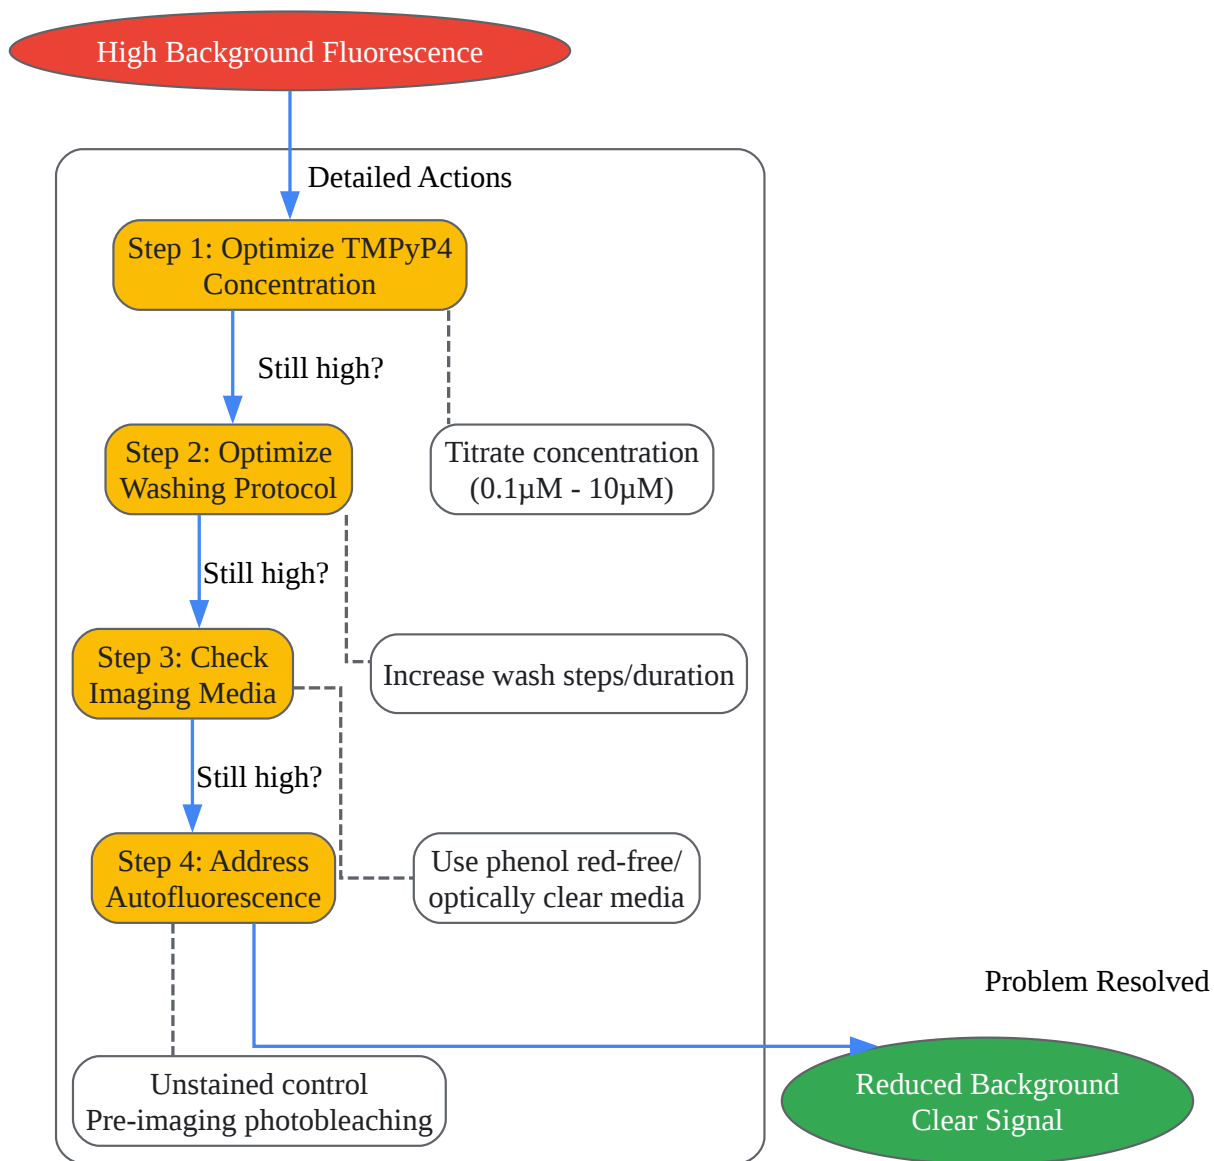 High Background Fluorescence
Detailed Actions
Step 1: Optimize TMPyP4
Concentration
Still high?
Step 2: Optimize
Washing Protocol
Titrate concentration
(0.1µM - 10µM)
Still high?
Step 3: Check
Imaging Media
Increase wash steps/duration
Still high?
Step 4: Address
Autofluorescence
Use phenol red-free/
optically clear media
Problem Resolved
Unstained control
Pre-imaging photobleaching
Reduced Background
Clear Signal